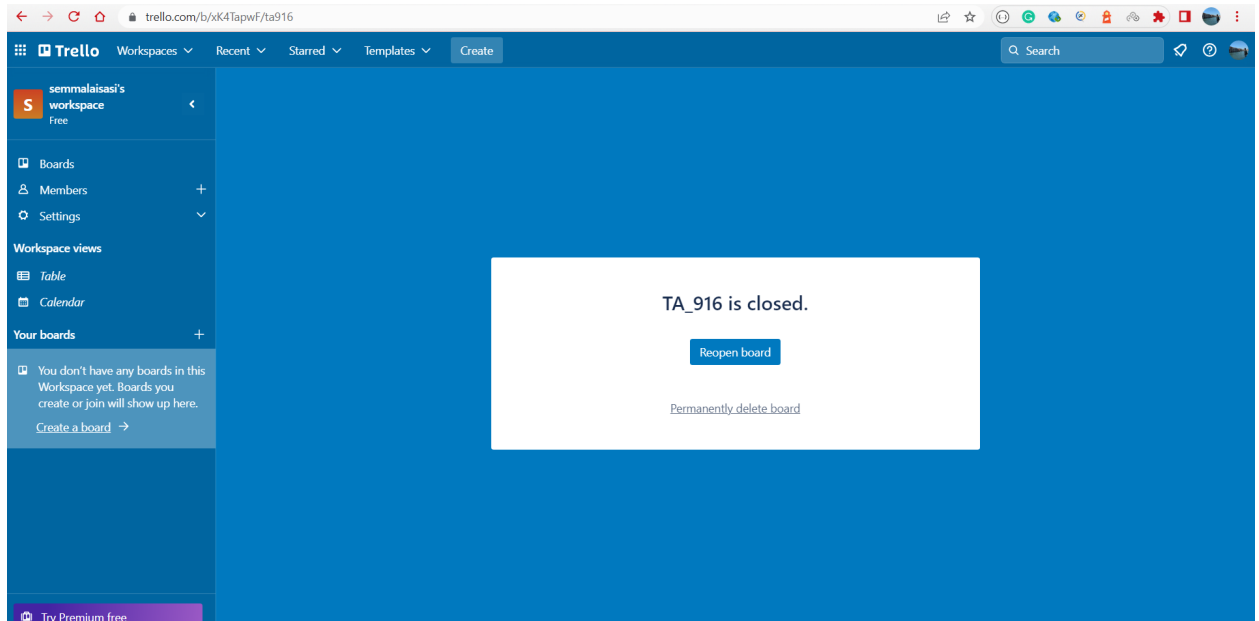 trello.com/b/xK4TapwF/ta916
Trello Workspaces Recent Starred Templates Create Search
S
semmalaisasi's
workspace
Free
Boards
Members
Settings
Workspace views
Table
Calendar
Your boards
You don't have any boards in this
Workspace yet. Boards you
create or join will show up here.
Create a board
Try Premium free
TA_916 is closed.
Reopen board
Permanently delete board